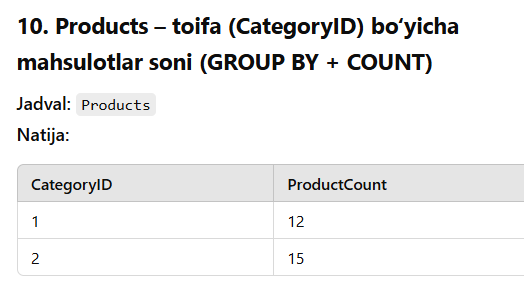 10. Products – toifa (CategoryID) bo‘yicha
mahsulotlar soni (GROUP BY + COUNT)
Jadval: Products
Natija:
CategoryID ProductCount
1 12
2 15